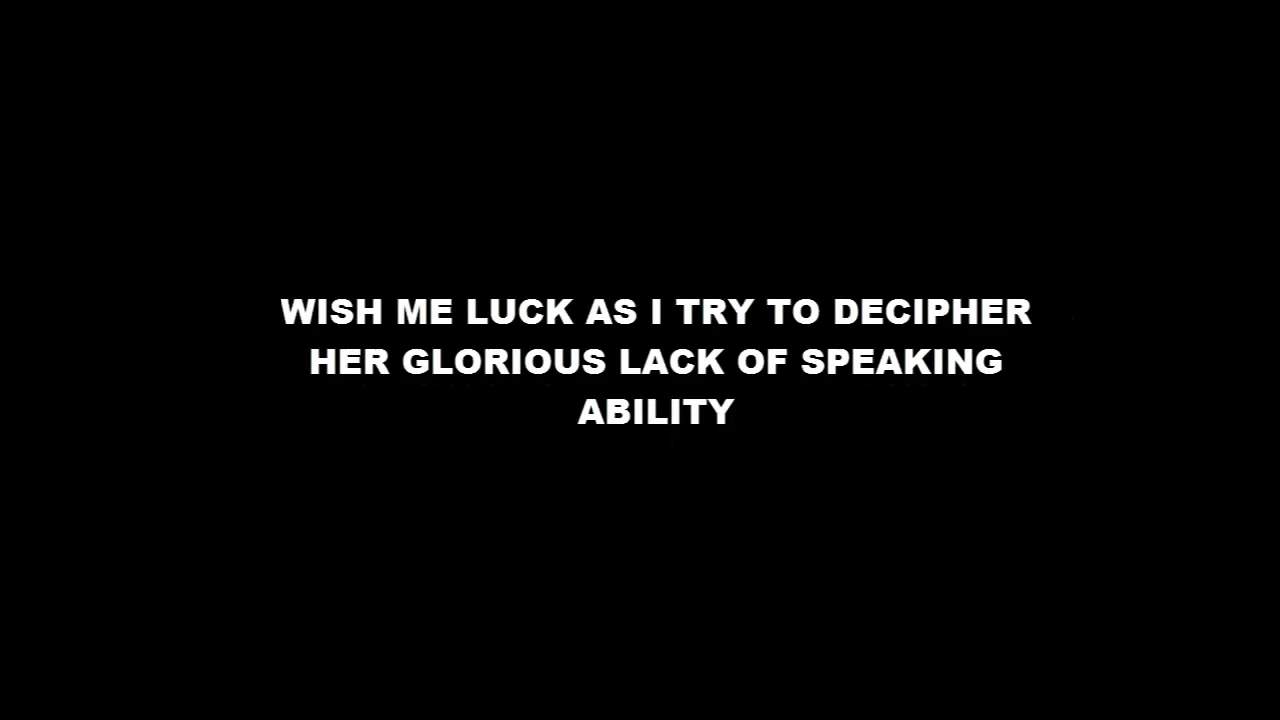 WISH ME LUCK AS I TRY TO DECIPHER
HER GLORIOUS LACK OF SPEAKING
ABILITY